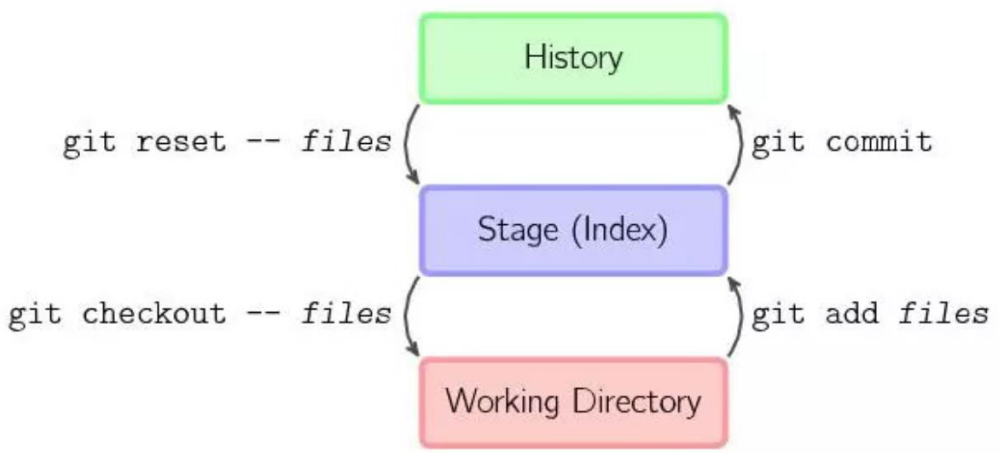 History
git reset -- files
git commit
Stage (Index)
git checkout -- files
git add files
Working Directory